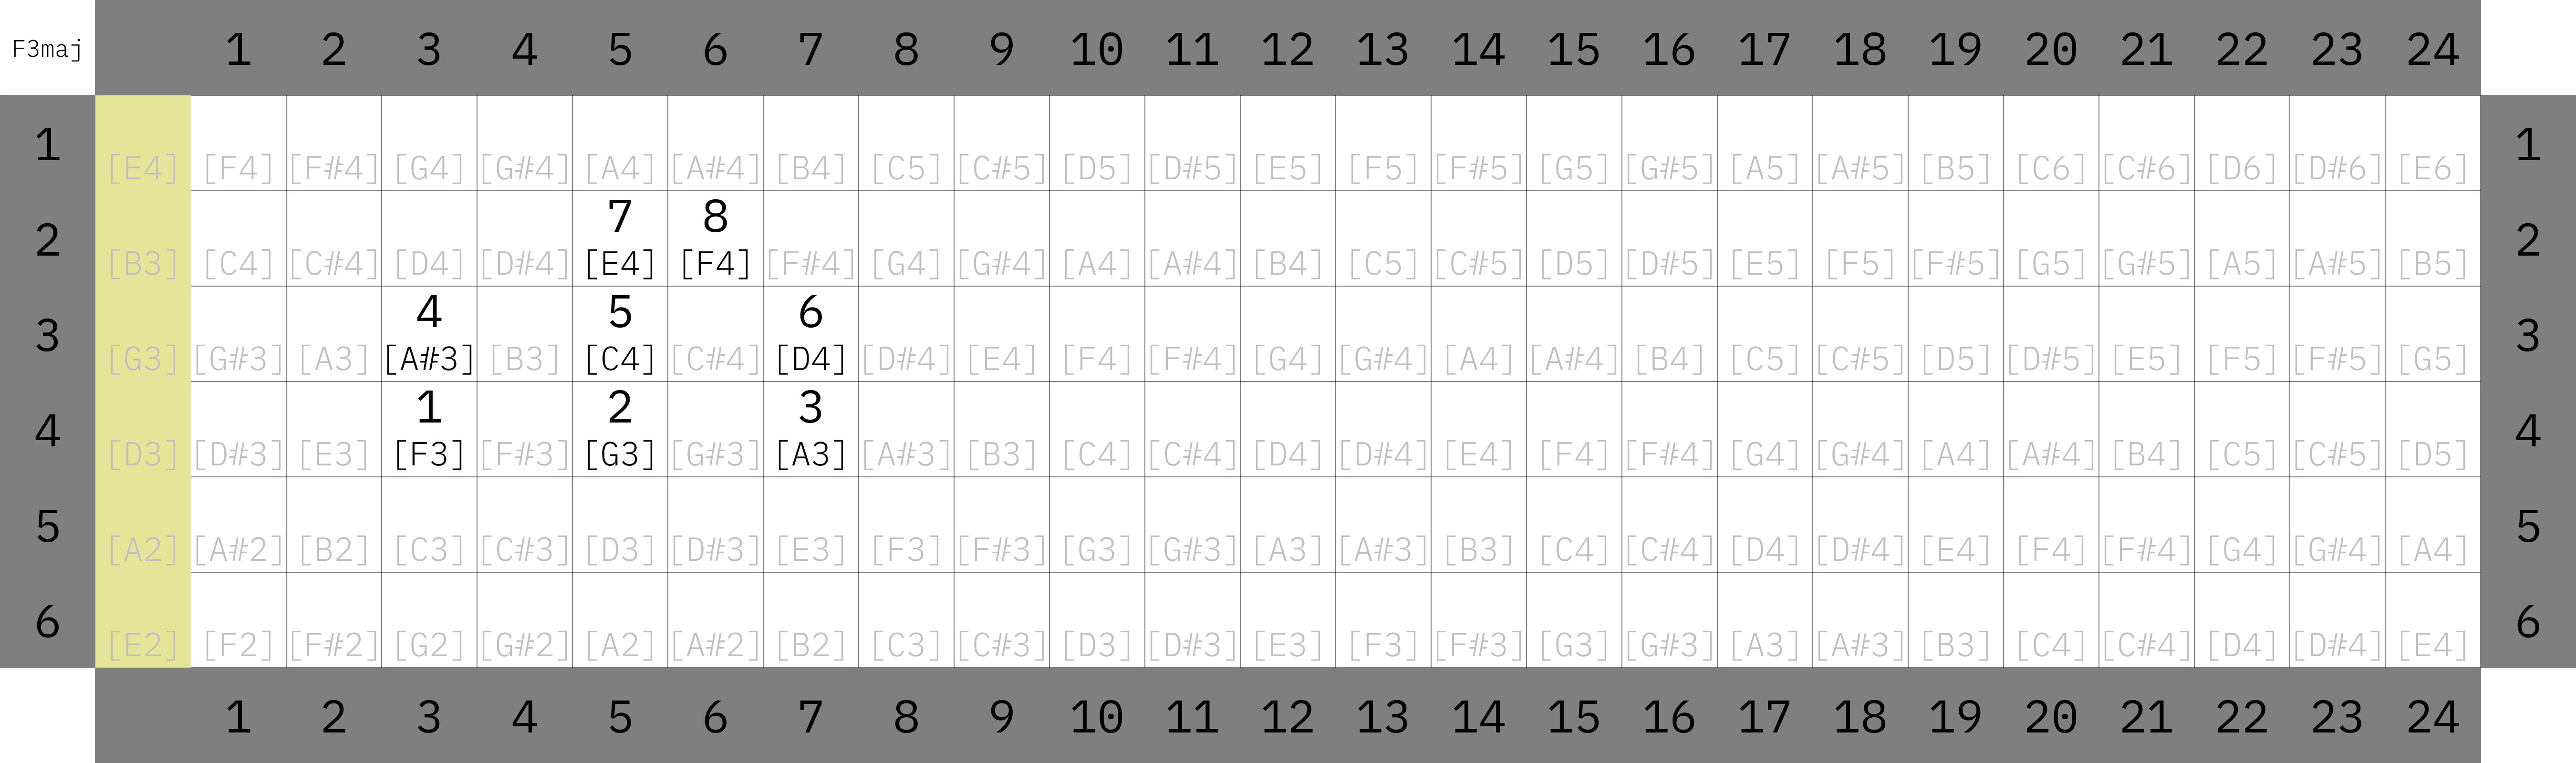 F3maj 1 2 3 4 5 6 7 8 9 10 11 12 13 14 15 16 17 18 19 20 21 22 23 24
1 [E4] [F4] [F#4] [G4] [G#4] [A4] [A#4] [B4] [C5] [C#5] [D5] [D#5] [E5] [F5] [F#5] [G5] [G#5] [A5] [A#5] [B5] [C6] [C#6] [D6] [D#6] [E6] 1
7 8
2 [B3] [C4] [C#4] [D4] [D#4] [E4] [F4] [F#4] [G4] [G#4] [A4] [A#4] [B4] [C5] [C#5] [D5] [D#5] [E5] [F5] [F#5] [G5] [G#5] [A5] [A#5] [B5] 2
4 5 6
3 [G3] [G#3] [A3] [A#3] [B3] [C4] [C#4] [D4] [D#4] [E4] [F4] [F#4] [G4] [G#4] [A4] [A#4] [B4] [C5] [C#5] [D5] [D#5] [E5] [F5] [F#5] [G5] 3
1 2 3
4 [D3] [D#3] [E3] [F3] [F#3] [G3] [G#3] [A3] [A#3] [B3] [C4] [C#4] [D4] [D#4] [E4] [F4] [F#4] [G4] [G#4] [A4] [A#4] [B4] [C5] [C#5] [D5] 4
5 [A2] [A#2] [B2] [C3] [C#3] [D3] [D#3] [E3] [F3] [F#3] [G3] [G#3] [A3] [A#3] [B3] [C4] [C#4] [D4] [D#4] [E4] [F4] [F#4] [G4] [G#4] [A4] 5
6 [E2] [F2] [F#2] [G2] [G#2] [A2] [A#2] [B2] [C3] [C#3] [D3] [D#3] [E3] [F3] [F#3] [G3] [G#3] [A3] [A#3] [B3] [C4] [C#4] [D4] [D#4] [E4] 6
1 2 3 4 5 6 7 8 9 10 11 12 13 14 15 16 17 18 19 20 21 22 23 24